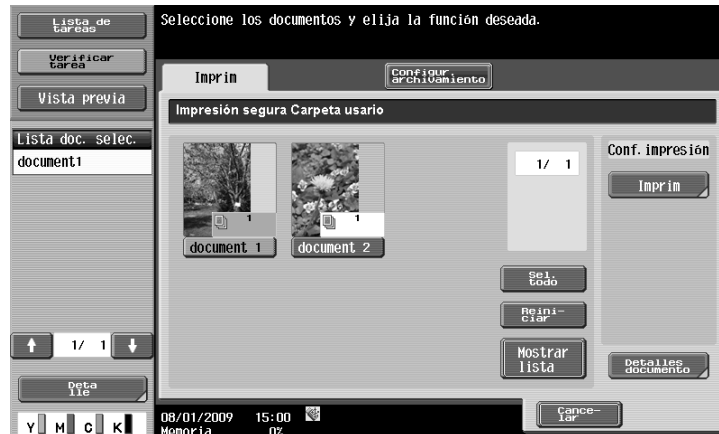 Lista de
tareas
Seleccione los documentos y elija la función deseada.
Verificar
tarea
Imprim
Configur.
archivamiento
Vista previa
Impresión segura Carpeta usario
Lista doc. selec.
document1
1/ 1
Conf.impresión
Imprim
1
1
document 1
document 2
Sel.
todo
Reini-
ciar
1/ 1
Mostrar
lista
Detalles
documento
Deta
lle
Cance-
lar
08/01/2009 15:00
Y M C K
Memoria 0%